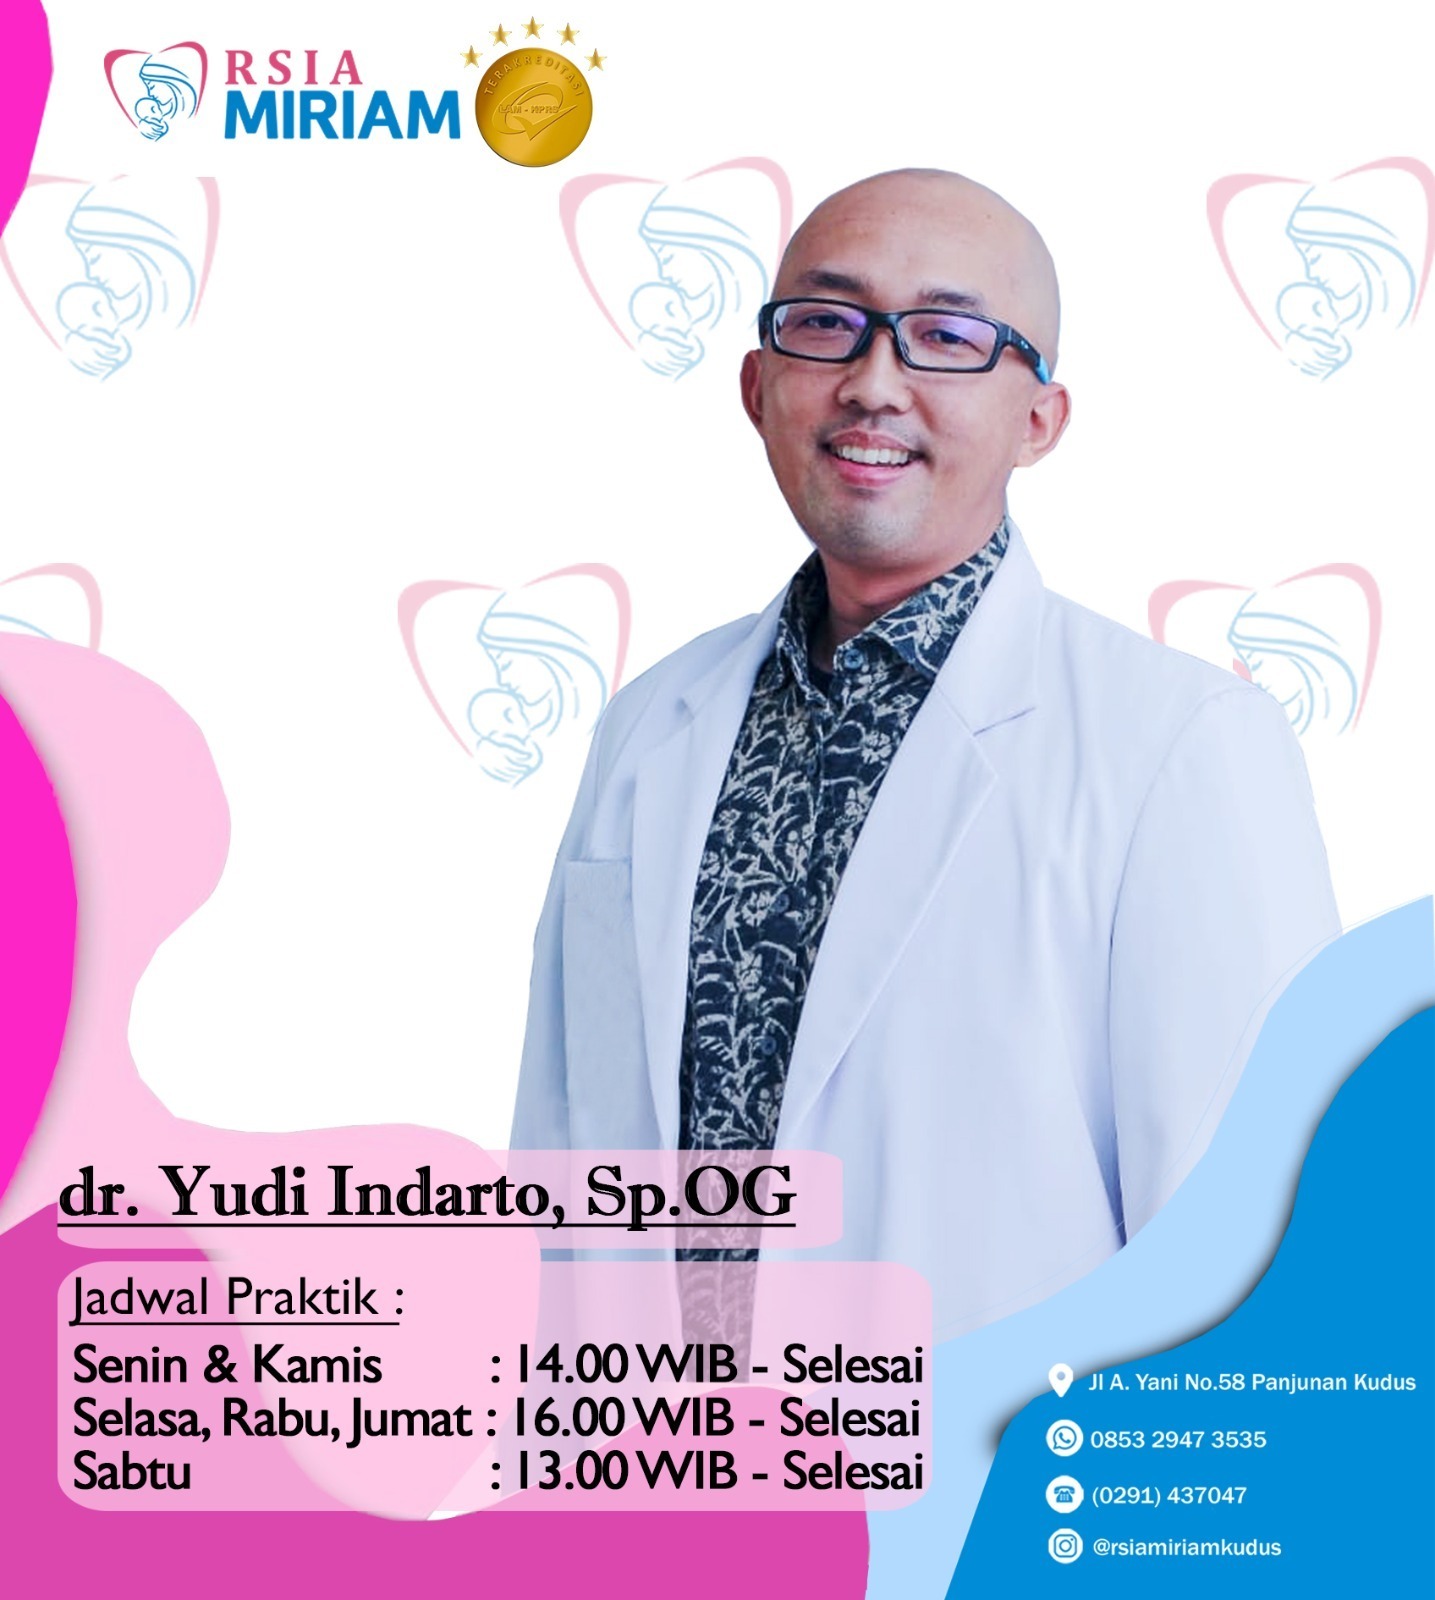 RSIA
MIRIAM
TERAKREDITASI
LAM - KPRS
dr. Yudi Indarto, Sp.OG
Jadwal Praktik :
Senin & Kamis : 14.00 WIB - Selesai
Selasa, Rabu, Jumat : 16.00 WIB - Selesai
Sabtu : 13.00 WIB - Selesai
Jl A. Yani No.58 Panjunan Kudus
0853 2947 3535
(0291) 437047
@rsiamiriamkudus